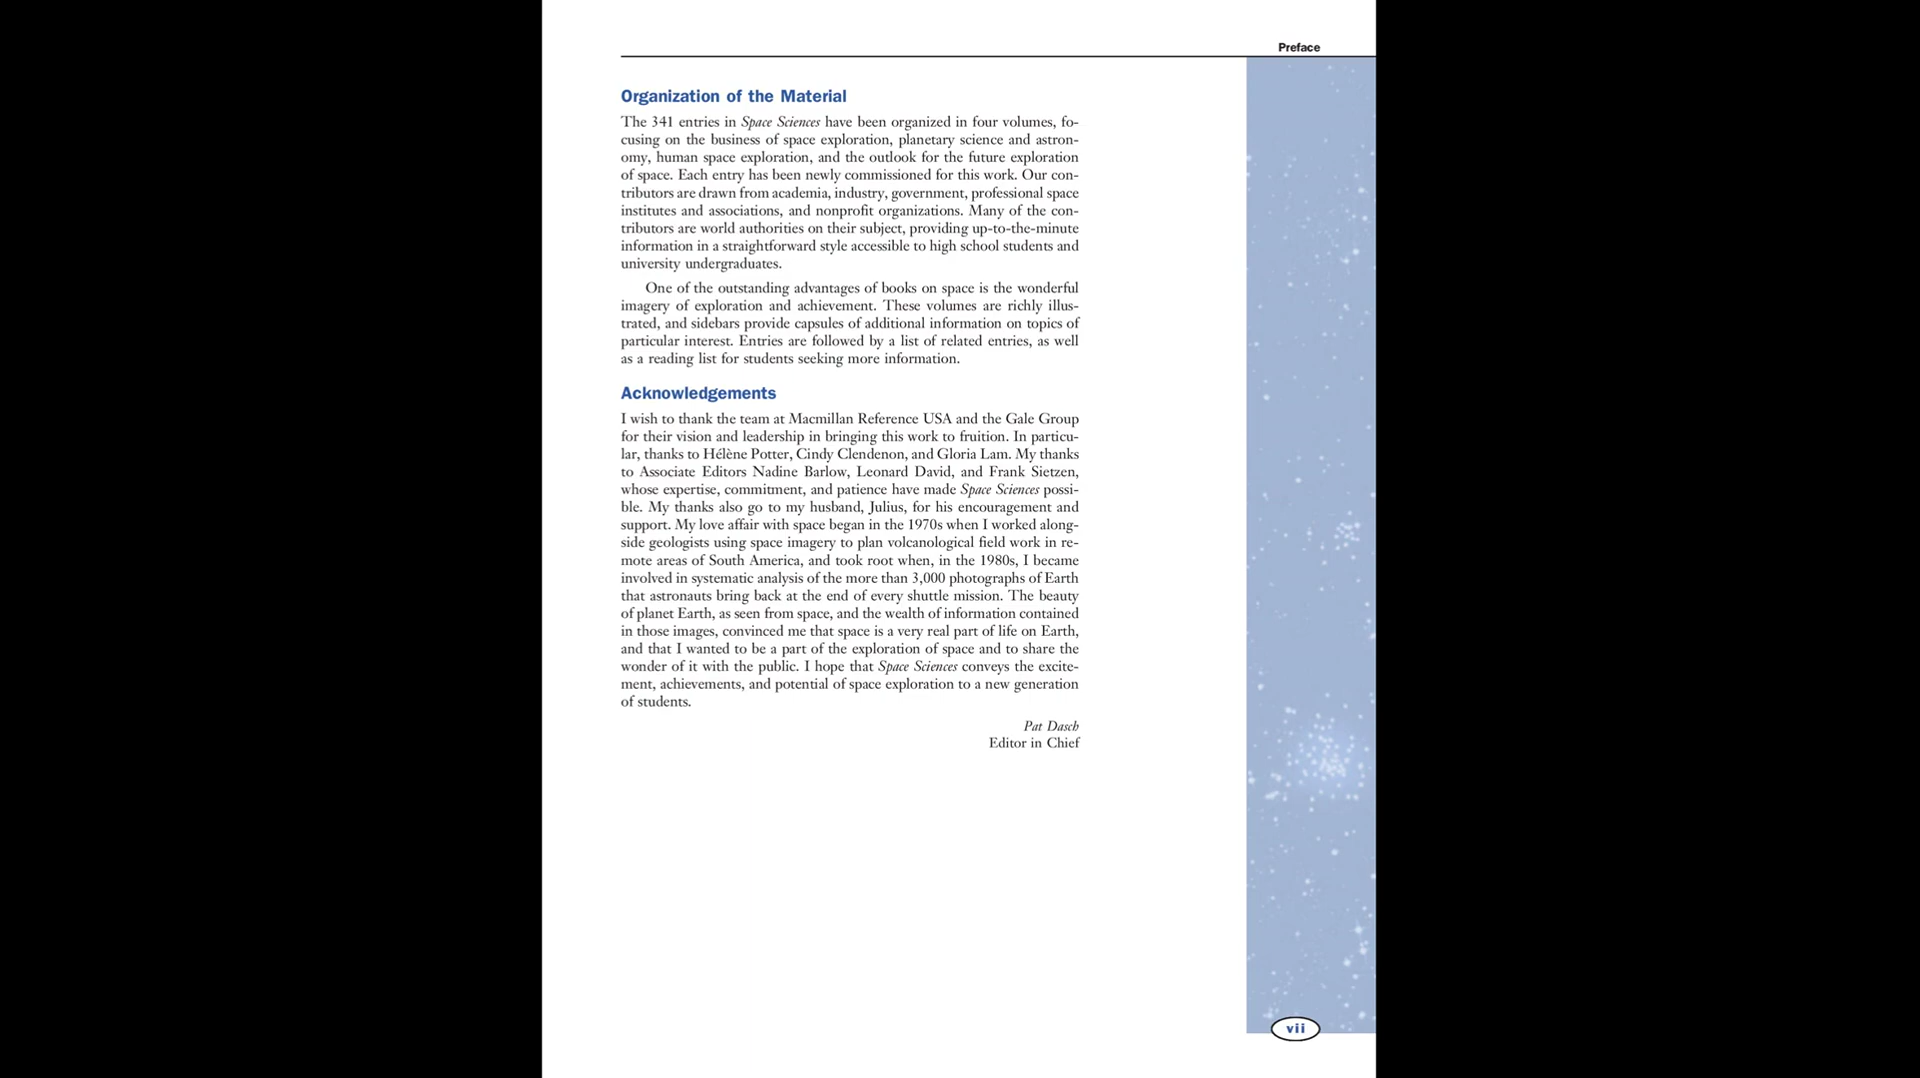 Preface
Organization of the Material
The 341 entries in Space Sciences have been organized in four volumes, fo-
cusing on the business of space exploration, planetary science and astron-
omy, human space exploration, and the outlook for the future exploration
of space. Each entry has been newly commissioned for this work. Our con-
tributors are drawn from academia, industry, government, professional space
institutes and associations, and nonprofit organizations. Many of the con-
tributors are world authorities on their subject, providing up-to-the-minute
information in a straightforward style accessible to high school students and
university undergraduates.
One of the outstanding advantages of books on space is the wonderful
imagery of exploration and achievement. These volumes are richly illus-
trated, and sidebars provide capsules of additional information on topics of
particular interest. Entries are followed by a list of related entries, as well
as a reading list for students seeking more information.
Acknowledgements
I wish to thank the team at Macmillan Reference USA and the Gale Group
for their vision and leadership in bringing this work to fruition. In particu-
lar, thanks to Hélène Potter, Cindy Clendenon, and Gloria Lam. My thanks
to Associate Editors Nadine Barlow, Leonard David, and Frank Sietzen,
whose expertise, commitment, and patience have made Space Sciences possi-
ble. My thanks also go to my husband, Julius, for his encouragement and
support. My love affair with space began in the 1970s when I worked along-
side geologists using space imagery to plan volcanological field work in re-
mote areas of South America, and took root when, in the 1980s, I became
involved in systematic analysis of the more than 3,000 photographs of Earth
that astronauts bring back at the end of every shuttle mission. The beauty
of planet Earth, as seen from space, and the wealth of information contained
in those images, convinced me that space is a very real part of life on Earth,
and that I wanted to be a part of the exploration of space and to share the
wonder of it with the public. I hope that Space Sciences conveys the excite-
ment, achievements, and potential of space exploration to a new generation
of students.
Pat Dasch
Editor in Chief
vii